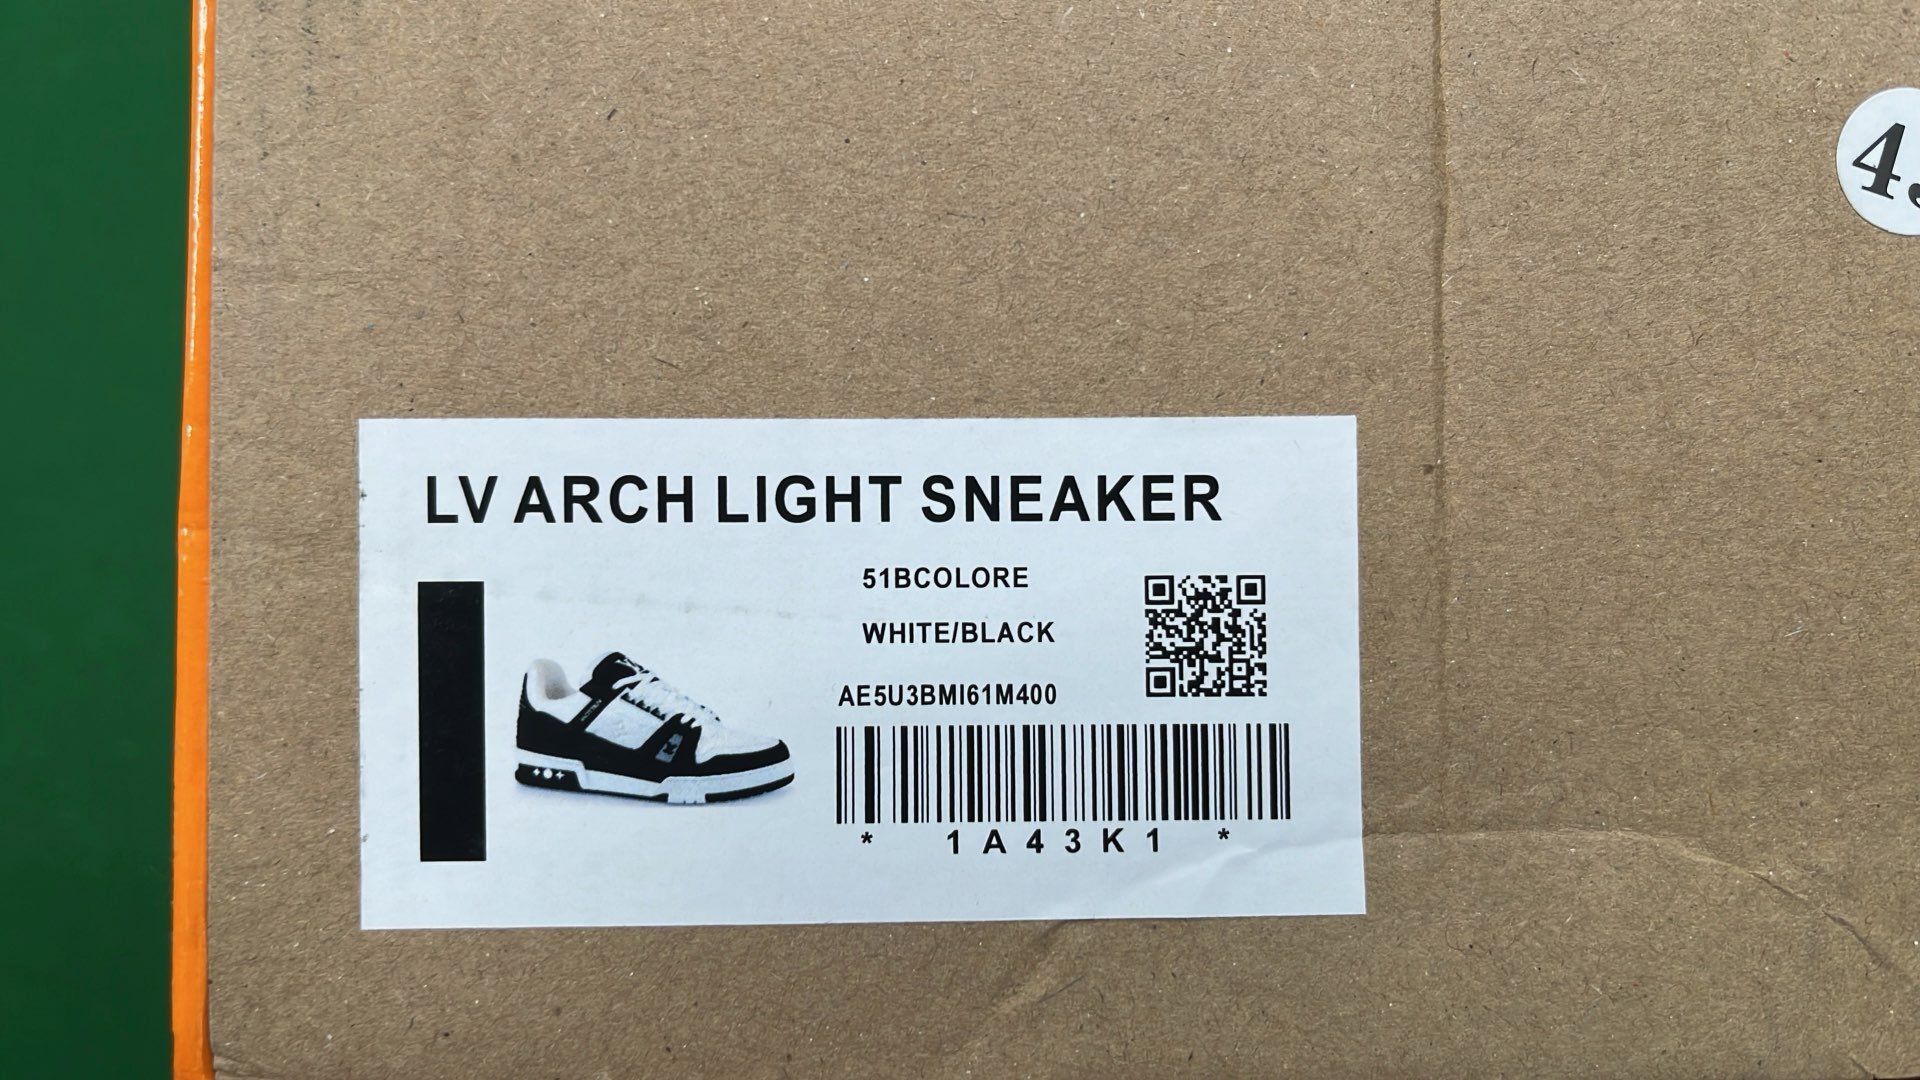 LV ARCH LIGHT SNEAKER
51BCOLORE
WHITE/BLACK
AE5U3BMI61M400
* 1A43K1 *